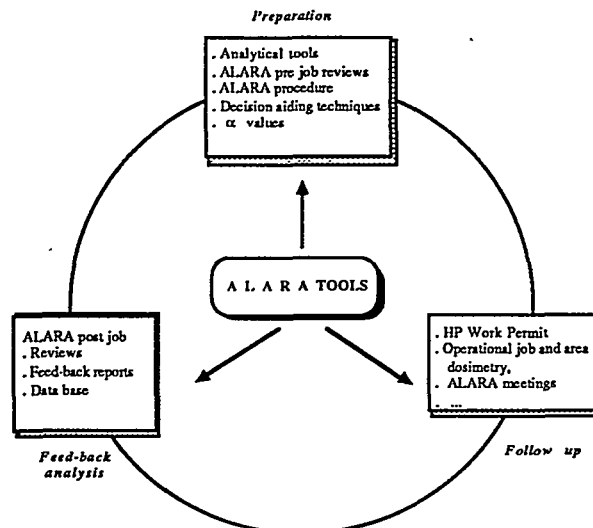 Preparation
. Analytical tools
. ALARA pre job reviews
. ALARA procedure
. Decision aiding techniques
. α values
A L A R A TOOLS
ALARA post job
. Reviews
. Feed-back reports
. Data base
Feed-back
analysis
. HP Work Permit
. Operational job and area
dosimetry,
. ALARA meetings
. ...
Follow up